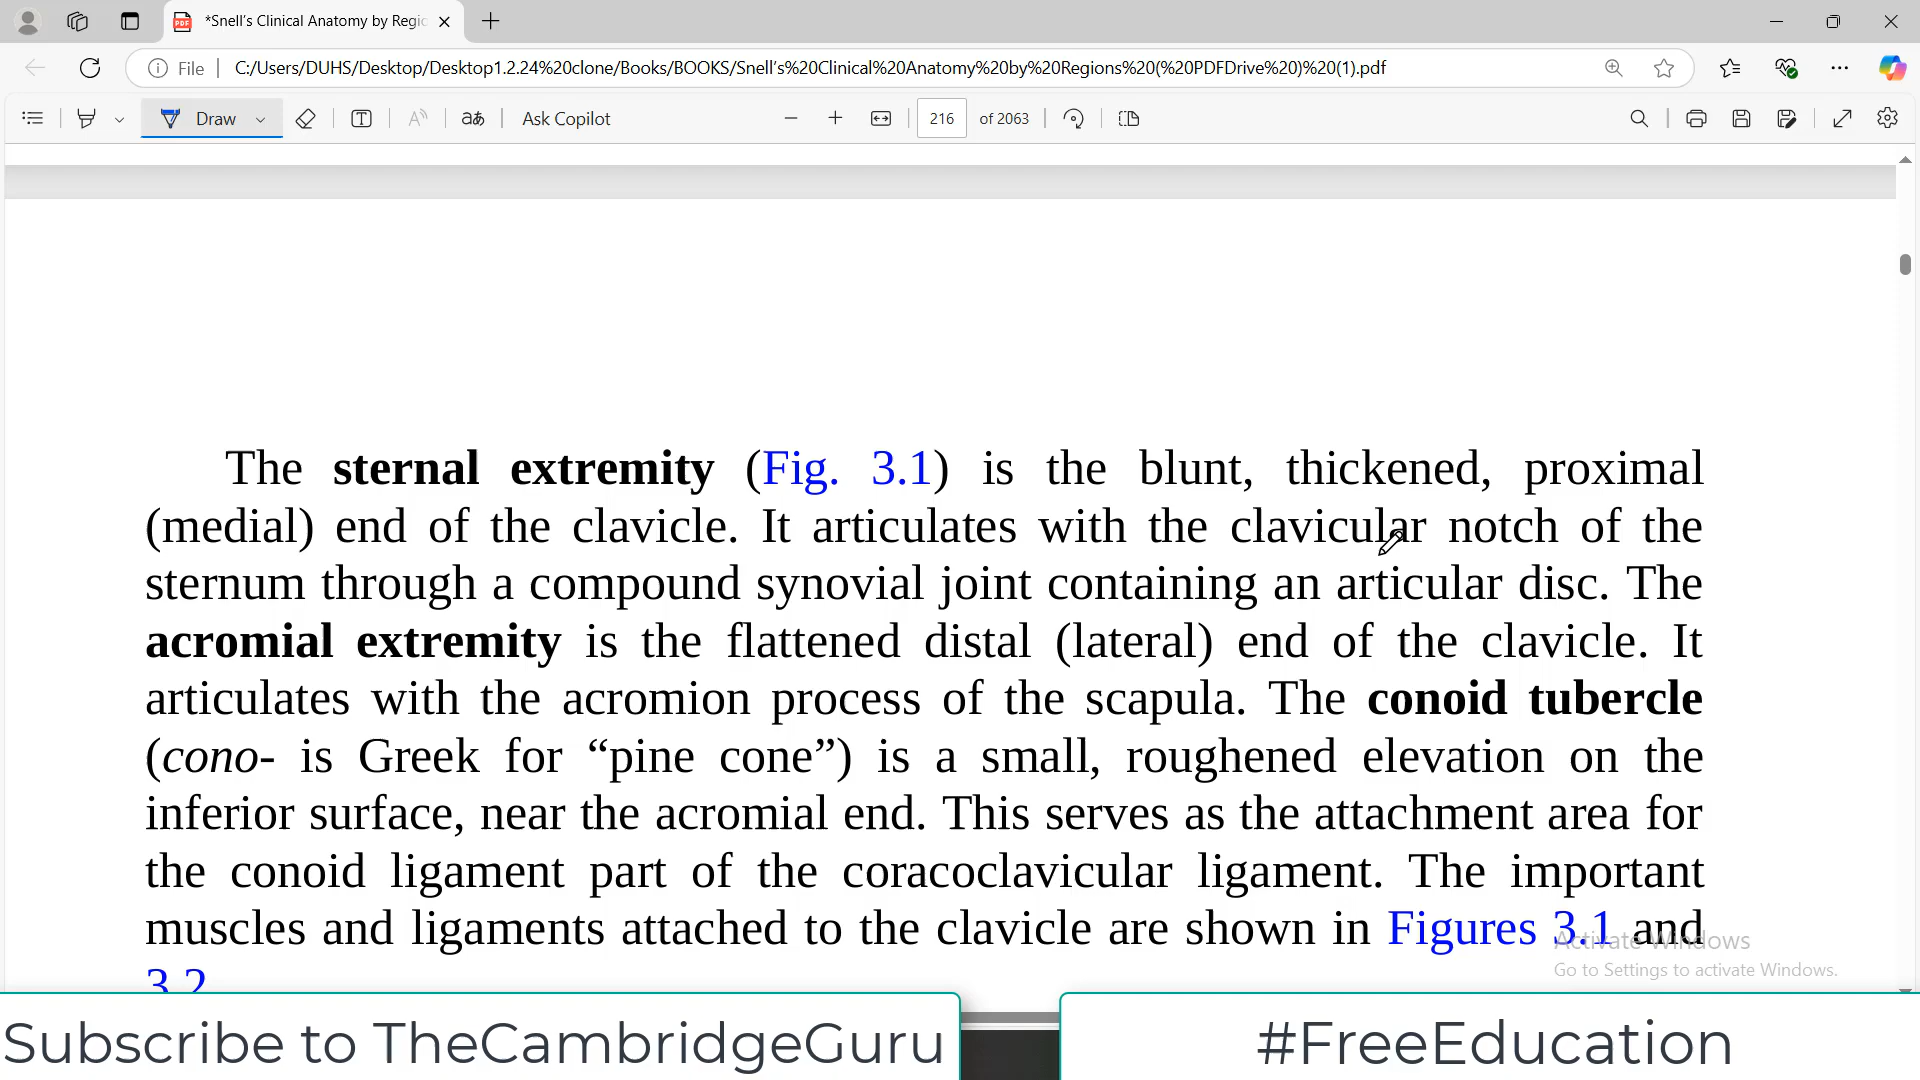 *Snell's Clinical Anatomy by Regic
File
C:/Users/DUHS/Desktop/Desktop1.2.24%20clone/Books/BOOKS/Snell's%20Clinical%20Anatomy%20by%20Regions%20(%20PDFDrive%20)%20(1).pdf
Draw
Ask Copilot
216 of 2063
The sternal extremity (Fig. 3.1) is the blunt, thickened, proximal
(medial) end of the clavicle. It articulates with the clavicular notch of the
sternum through a compound synovial joint containing an articular disc. The
acromial extremity is the flattened distal (lateral) end of the clavicle. It
articulates with the acromion process of the scapula. The conoid tubercle
(cono- is Greek for “pine cone”) is a small, roughened elevation on the
inferior surface, near the acromial end. This serves as the attachment area for
the conoid ligament part of the coracoclavicular ligament. The important
muscles and ligaments attached to the clavicle are shown in Figures 3.1 and
3.2
Activate Windows
Go to Settings to activate Windows.
Subscribe to TheCambridgeGuru
#FreeEducation